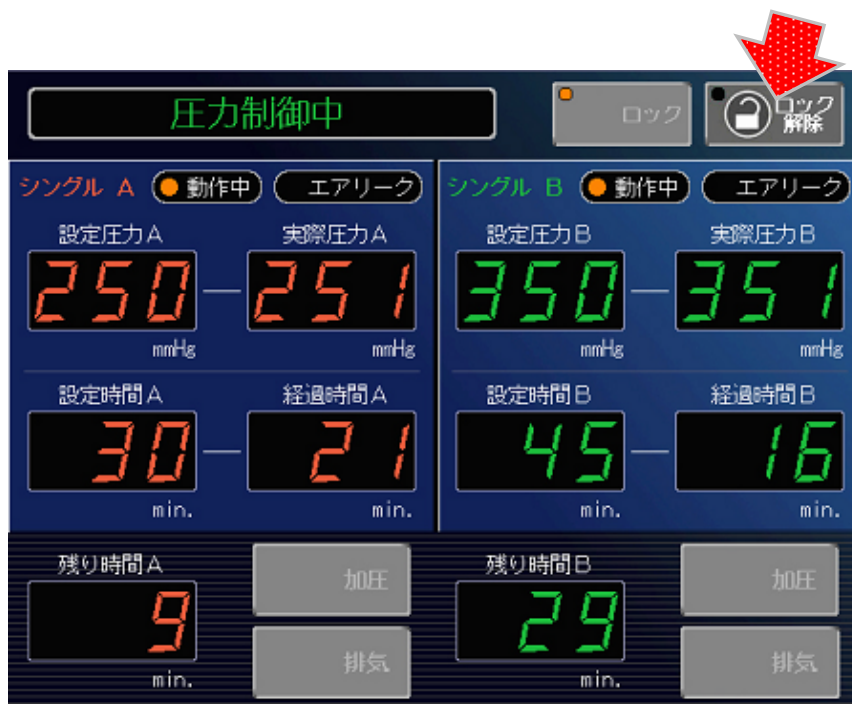 圧力制御中
ロック
ロック
解除
シングル A
動作中
エアリーク
シングル B
動作中
エアリーク
設定圧力A
実際圧力A
設定圧力B
実際圧力B
250
251
350
351
mmHg
mmHg
mmHg
mmHg
設定時間A
経過時間A
設定時間B
経過時間B
30
21
45
16
min.
min.
min.
min.
残り時間A
加圧
残り時間B
加圧
9
29
排気
排気
min.
min.